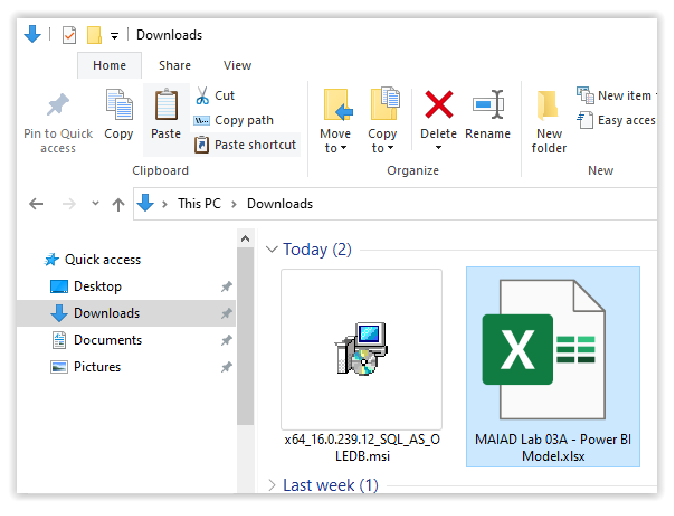 Downloads
Home Share View
Pin to Quick access
Copy
Paste
Cut
Copy path
Paste shortcut
Move to
Copy to
Delete
Rename
New folder
New item
Easy acces
Clipboard Organize New
This PC > Downloads
Quick access
Desktop
Downloads
Documents
Pictures
Today (2)
x64_16.0.239.12_SQL_AS_O
LEDB.msi
X
MAIAD Lab 03A - Power BI
Model.xlsx
Last week (1)